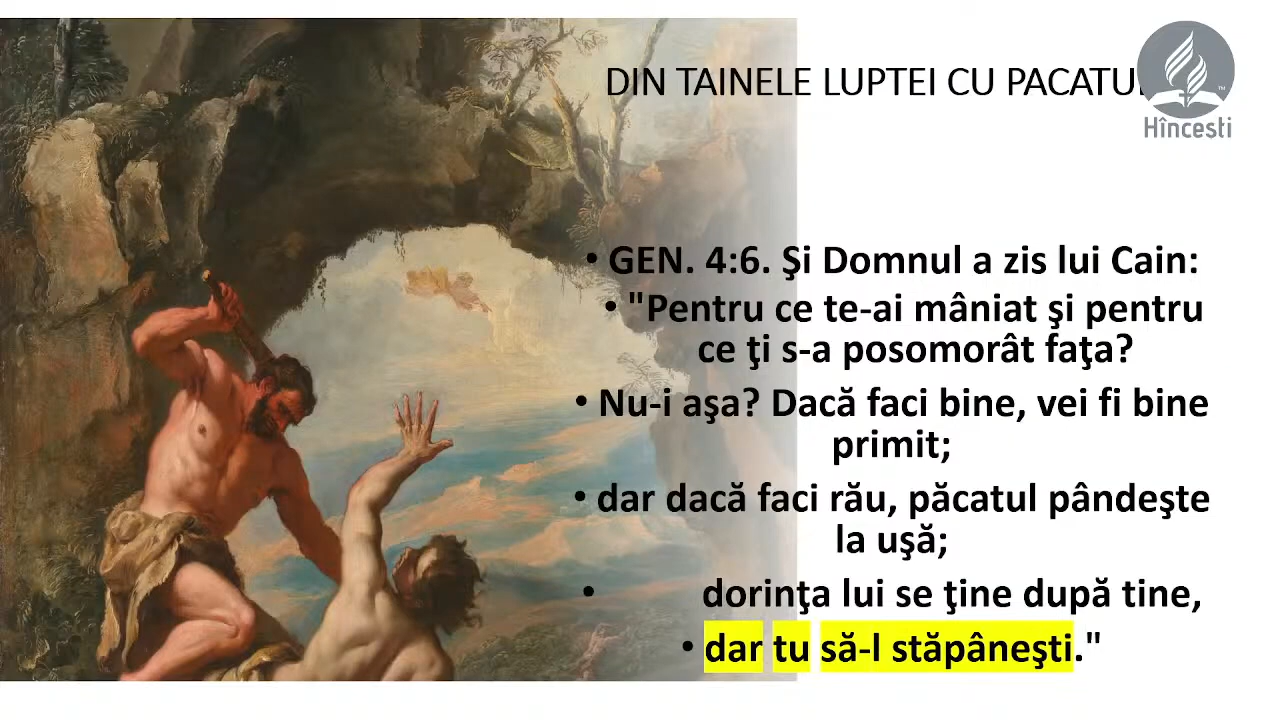 DIN TAINELE LUPTEI CU PACATU
Hîncesti
• GEN. 4:6. Şi Domnul a zis lui Cain:
• "Pentru ce te-ai mâniat şi pentru
ce ţi s-a posomorât faţa?
• Nu-i aşa? Dacă faci bine, vei fi bine
primit;
• dar dacă faci rău, păcatul pândeşte
la uşă;
• dorinţa lui se ţine după tine,
• dar tu să-l stăpâneşti."